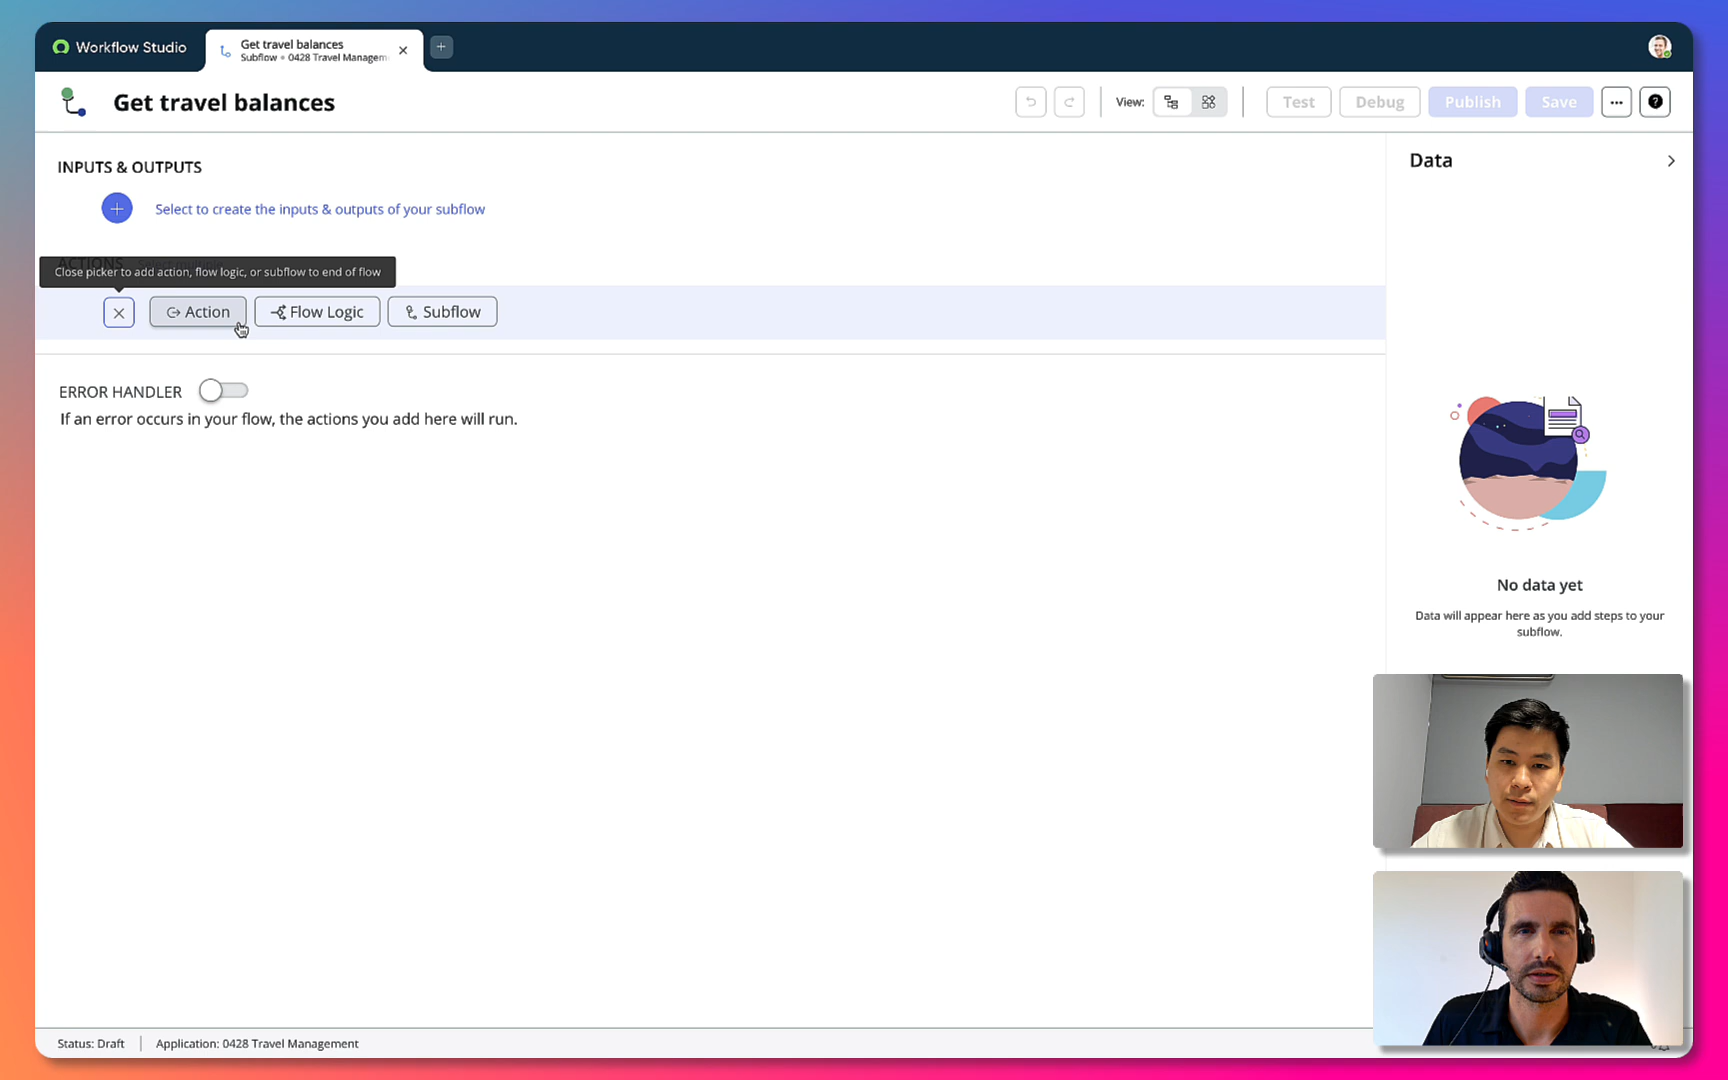 Workflow Studio
Get travel balances
Subflow • 0428 Travel Managem
Get travel balances
View:
Test
Debug
Publish
Save
INPUTS & OUTPUTS
Select to create the inputs & outputs of your subflow
ACTIONS
Close picker to add action, flow logic, or subflow to end of flow
Action
Flow Logic
Subflow
ERROR HANDLER
If an error occurs in your flow, the actions you add here will run.
Data
No data yet
Data will appear here as you add steps to your
subflow.
Status: Draft
Application: 0428 Travel Management